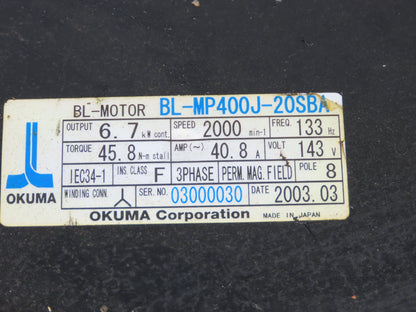 BL-MOTOR BL-MP400J-20SBA
OUTPUT 6.7 kW cont. SPEED 2000 min-1 FREQ. 133 Hz
TORQUE 45.8 N-m stall AMP(~) 40.8 A VOLT 143 V
IEC34-1 INS.CLASS F 3PHASE PERM.MAG.FIELD POLE 8
WINDING CONN. SER.NO. 03000030 DATE 2003.03
OKUMA
OKUMA Corporation MADE IN JAPAN